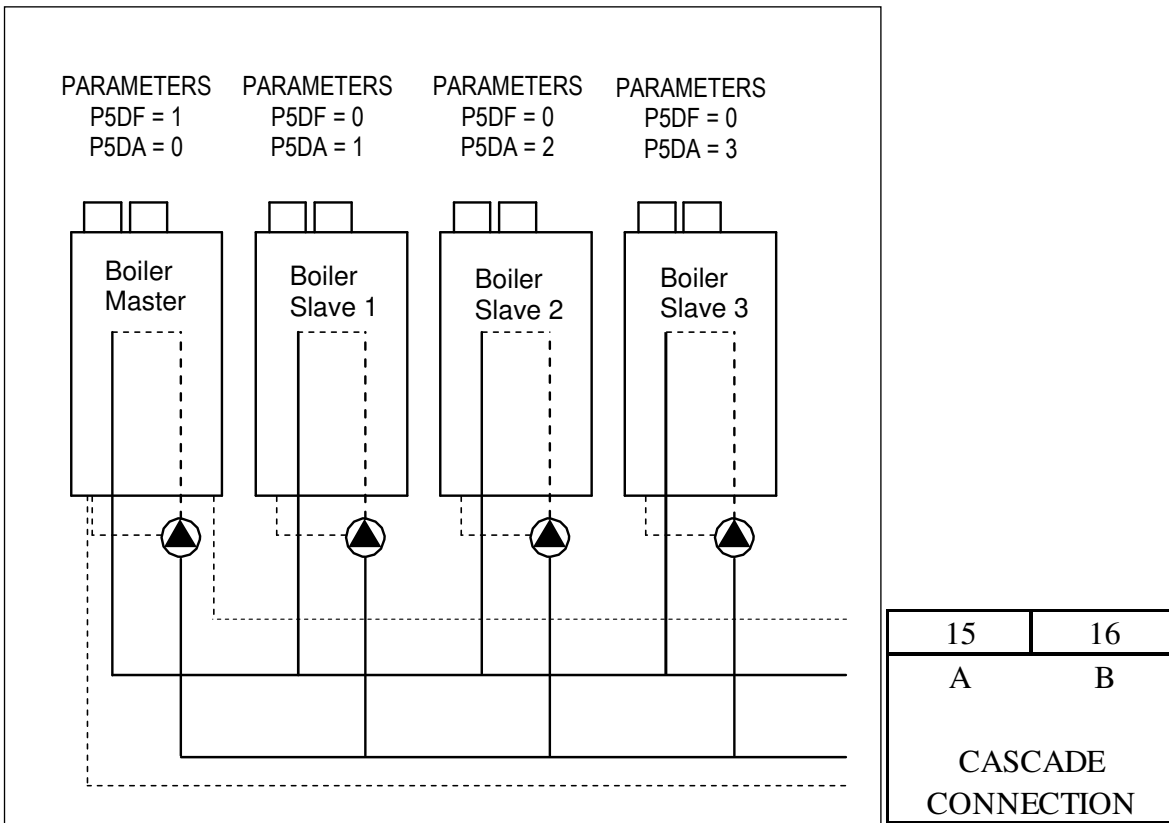 PARAMETERS
P5DF = 1
P5DA = 0
PARAMETERS
P5DF = 0
P5DA = 1
PARAMETERS
P5DF = 0
P5DA = 2
PARAMETERS
P5DF = 0
P5DA = 3
Boiler
Master
Boiler
Slave 1
Boiler
Slave 2
Boiler
Slave 3
15 16
A B
CASCADE
CONNECTION